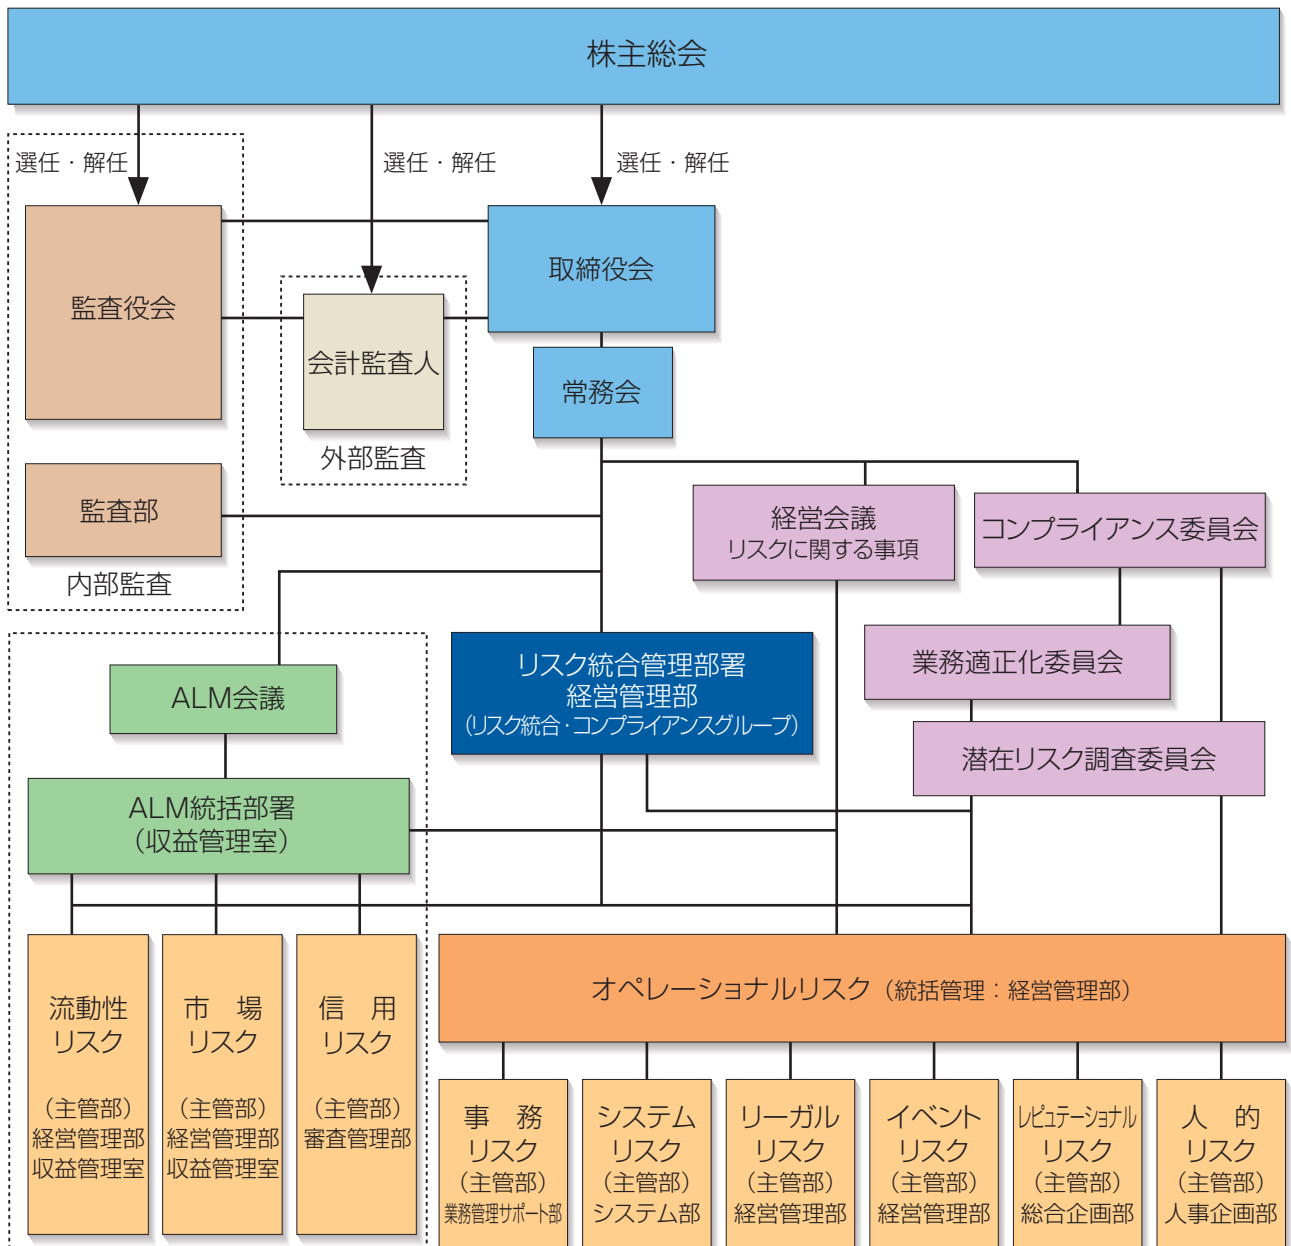 株主総会
選任・解任
選任・解任
選任・解任
監査役会
会計監査人
外部監査
取締役会
常務会
監査部
内部監査
経営会議
リスクに関する事項
コンプライアンス委員会
業務適正化委員会
潜在リスク調査委員会
リスク統合管理部署
経営管理部
(リスク統合・コンプライアンスグループ)
ALM会議
ALM統括部署
(収益管理室)
流動性
リスク
(主管部)
経営管理部
収益管理室
市 場
リスク
(主管部)
経営管理部
収益管理室
信 用
リスク
(主管部)
審査管理部
オペレーショナルリスク(統括管理:経営管理部)
事 務
リスク
(主管部)
業務管理サポート部
システム
リスク
(主管部)
システム部
リーガル
リスク
(主管部)
経営管理部
イベント
リスク
(主管部)
経営管理部
レピュテーショナル
リスク
(主管部)
総合企画部
人 的
リスク
(主管部)
人事企画部